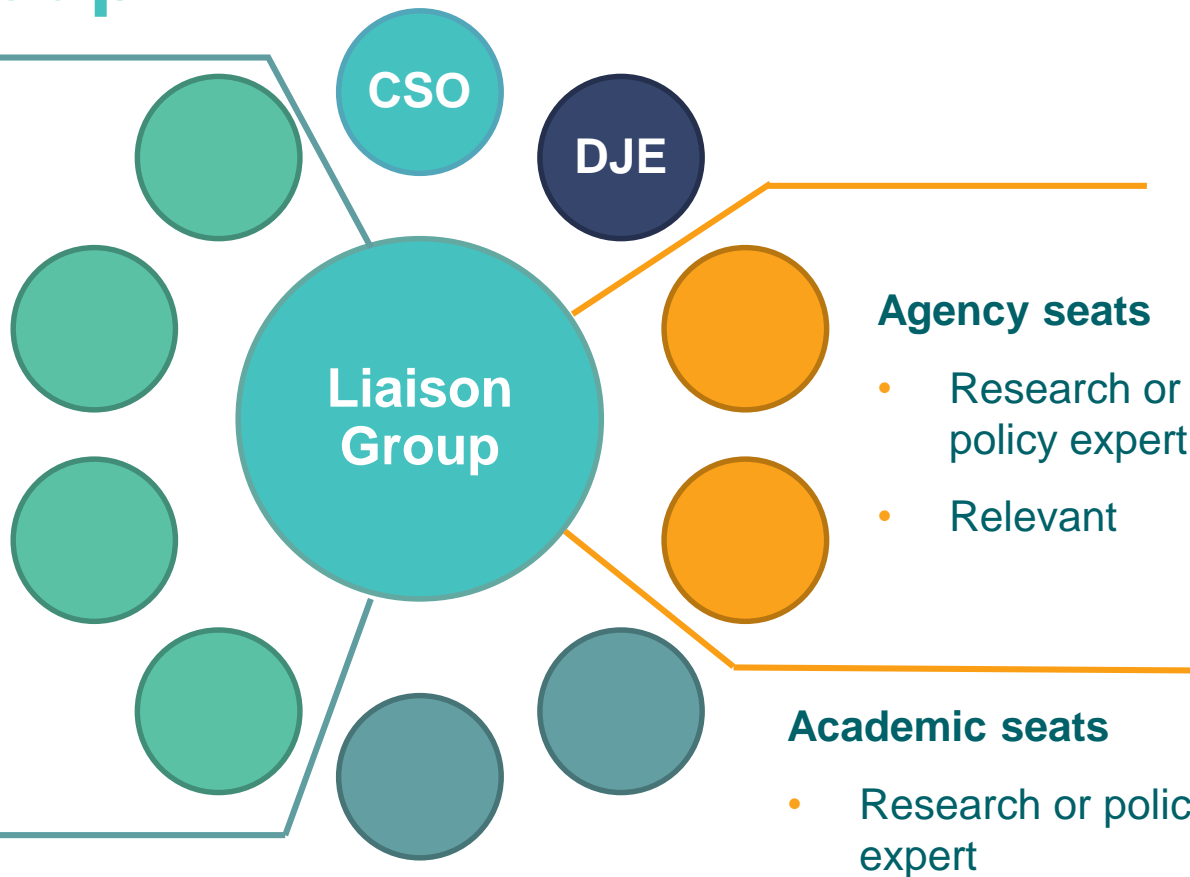 CSO
DJE
Liaison
Group
Agency seats
• Research or
policy expert
• Relevant
Academic seats
• Research or polic
expert